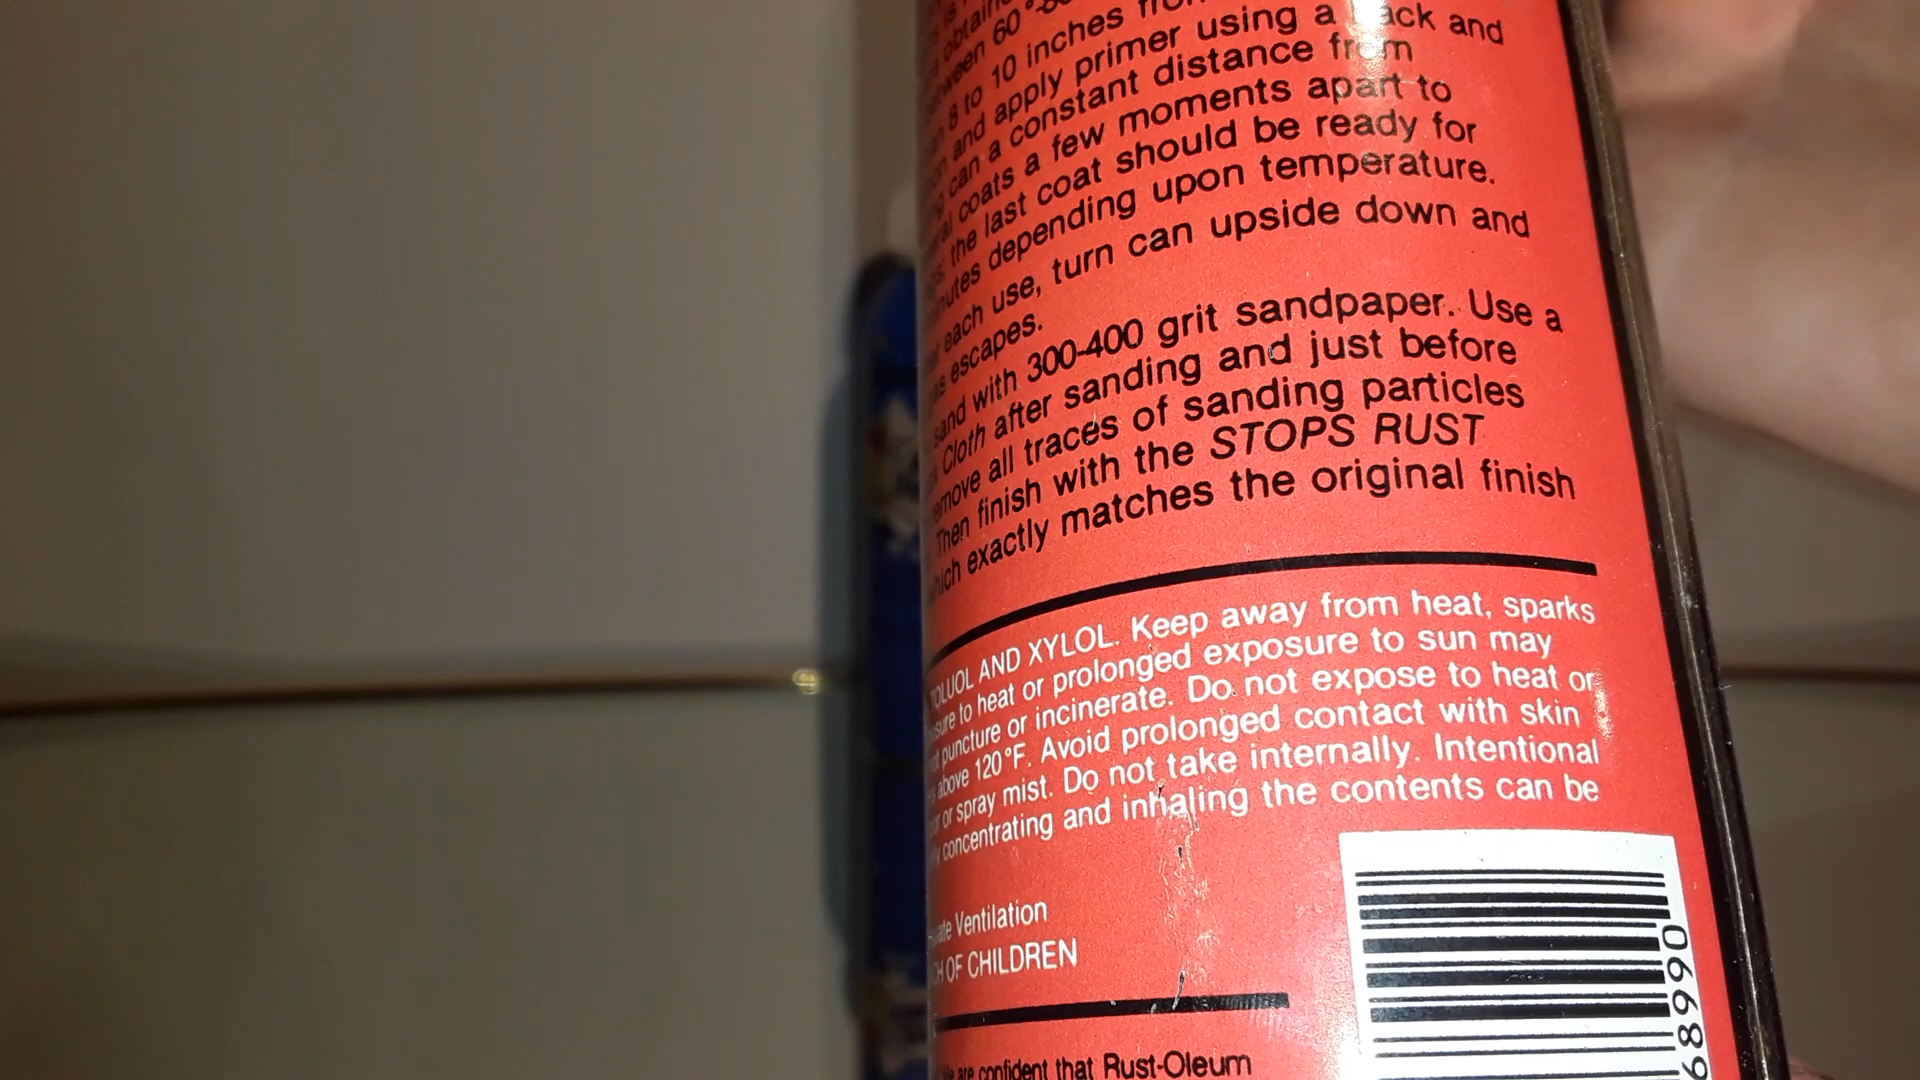 between 60°
8 to 10 inches from
and apply primer using a and
can a constant distance from
coats a few moments apart to
the last coat should be ready for
depending upon temperature.
each use, turn can upside down and
escapes.
sand with 300-400 grit sandpaper. Use a
Cloth after sanding and just before
all traces of sanding particles
Then finish with the STOPS RUST
exactly matches the original finish
TOLUOL AND XYLOL. Keep away from heat, sparks
to heat or prolonged exposure to sun may
puncture or incinerate. Do not expose to heat or
above 120°F. Avoid prolonged contact with skin
or spray mist. Do not take internally. Intentional
concentrating and inhaling the contents can be
Ventilation
OF CHILDREN
are confident that Rust-Oleum
06689